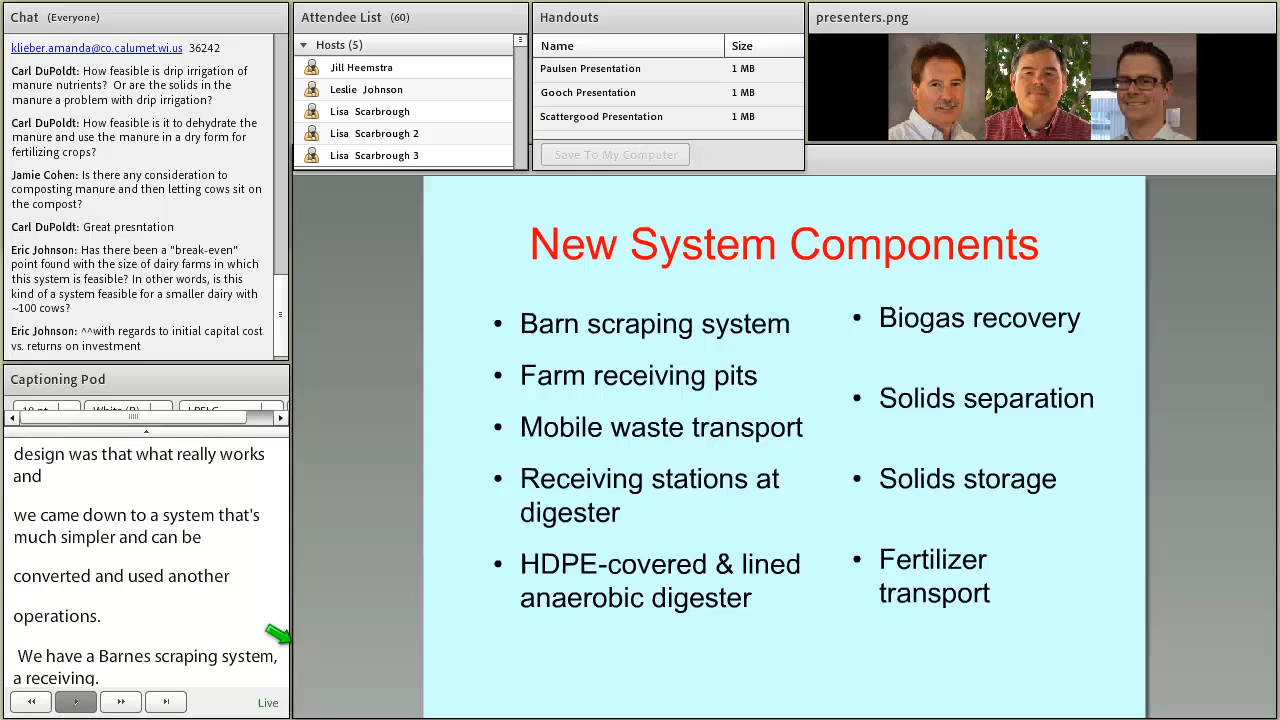 Chat (Everyone)
klieber.amanda@co.calumet.wi.us 36242
Carl DuPoldt: How feasible is drip irrigation of
manure nutrients? Or are the solids in the
manure a problem with drip irrigation?
Carl DuPoldt: How feasible is it to dehydrate the
manure and use the manure in a dry form for
fertilizing crops?
Jamie Cohen: Is there any consideration to
composting manure and then letting cows sit on
the compost?
Carl DuPoldt: Great presntation
Eric Johnson: Has there been a "break-even"
point found with the size of dairy farms in which
this system is feasible? In other words, is this
kind of a system feasible for a smaller dairy with
~100 cows?
Eric Johnson: ^^with regards to initial capital cost
vs. returns on investment
Attendee List (60)
Hosts (5)
Jill Heemstra
Leslie Johnson
Lisa Scarbrough
Lisa Scarbrough 2
Lisa Scarbrough 3
Handouts
Name Size
Paulsen Presentation 1 MB
Gooch Presentation 1 MB
Scattergood Presentation 1 MB
Save To My Computer
presenters.png
Captioning Pod
design was that what really works
and
we came down to a system that's
much simpler and can be
converted and used another
operations.
We have a Barnes scraping system,
a receiving.
Live
New System Components
• Barn scraping system
• Farm receiving pits
• Mobile waste transport
• Receiving stations at
digester
• HDPE-covered & lined
anaerobic digester
• Biogas recovery
• Solids separation
• Solids storage
• Fertilizer
transport